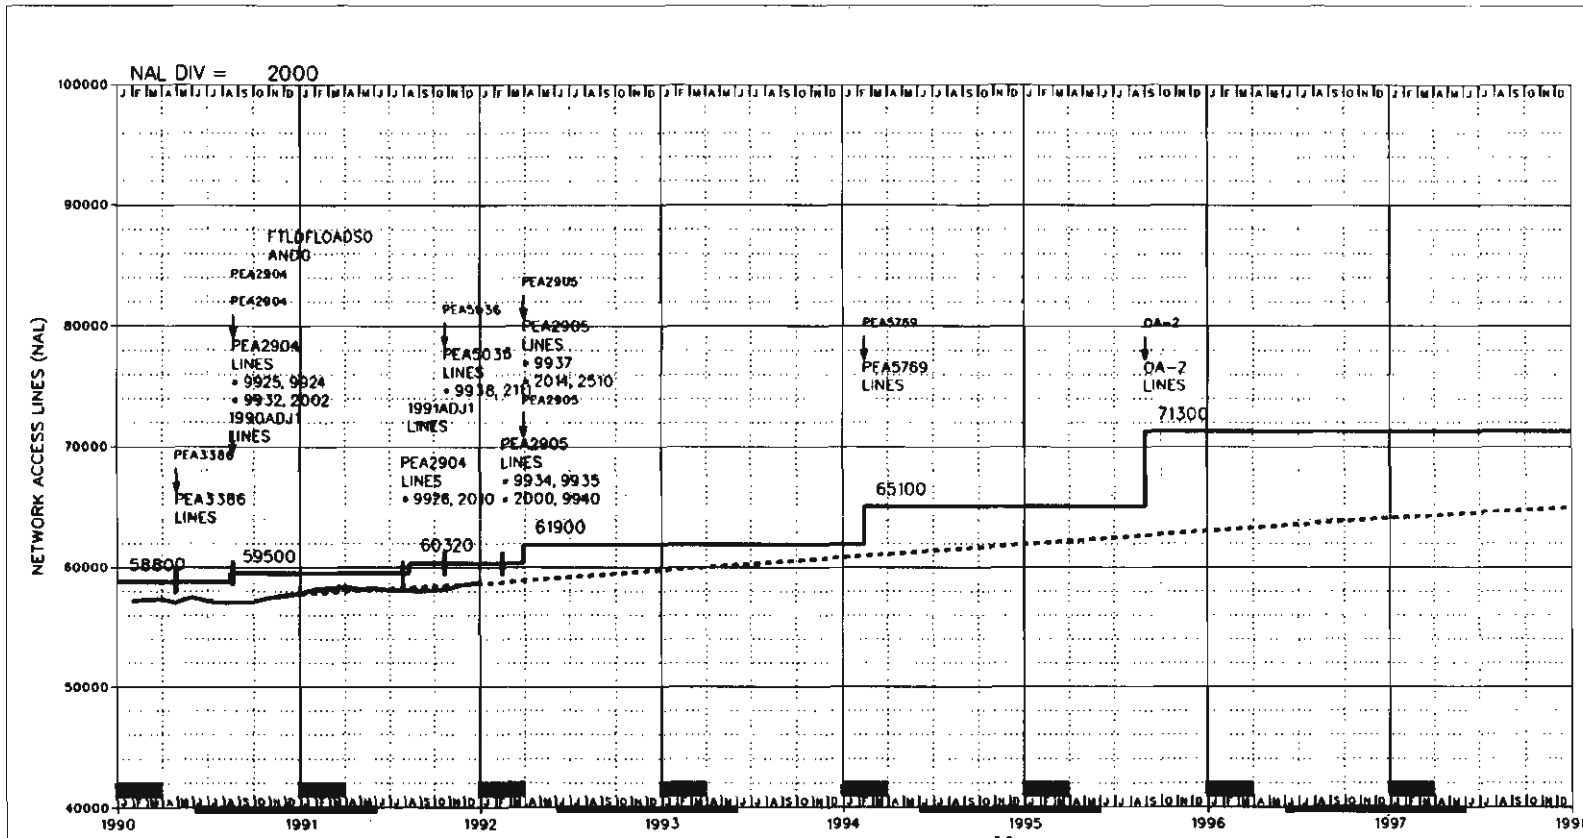 NAL DIV = 2000
100000
J F M A M J J A S O N D J F M A M J J A S O N D J F M A M J J A S O N D J F M A M J J A S O N D J F M A M J J A S O N D J F M A M J J A S O N D J F M A M J J A S O N D J F M A M J J A S O N D
90000
80000
70000
60000
50000
40000
NETWORK ACCESS LINES (NAL)
FTLDFLOADSO
ANDO
PEA2904
PEA2904
PEA2904
LINES
• 9925, 9924
• 9932, 2002
1990ADJ1
LINES
PEA3386
PEA3386
LINES
PEA5036
PEA5036
LINES
• 9938, 2111
1991ADJ1
LINES
PEA2904
LINES
• 9926, 2010
PEA2905
PEA2905
LINES
• 9937
• 2014, 2510
PEA2905
PEA2905
LINES
• 9934, 9935
• 2000, 9940
PEA5769
PEA5769
LINES
OA-2
OA-2
LINES
58800
59500
60320
61900
65100
71300
J F M A M J J A S O N D J F M A M J J A S O N D J F M A M J J A S O N D J F M A M J J A S O N D J F M A M J J A S O N D J F M A M J J A S O N D J F M A M J J A S O N D J F M A M J J A S O N D
1990 1991 1992 1993 1994 1995 1996 1997